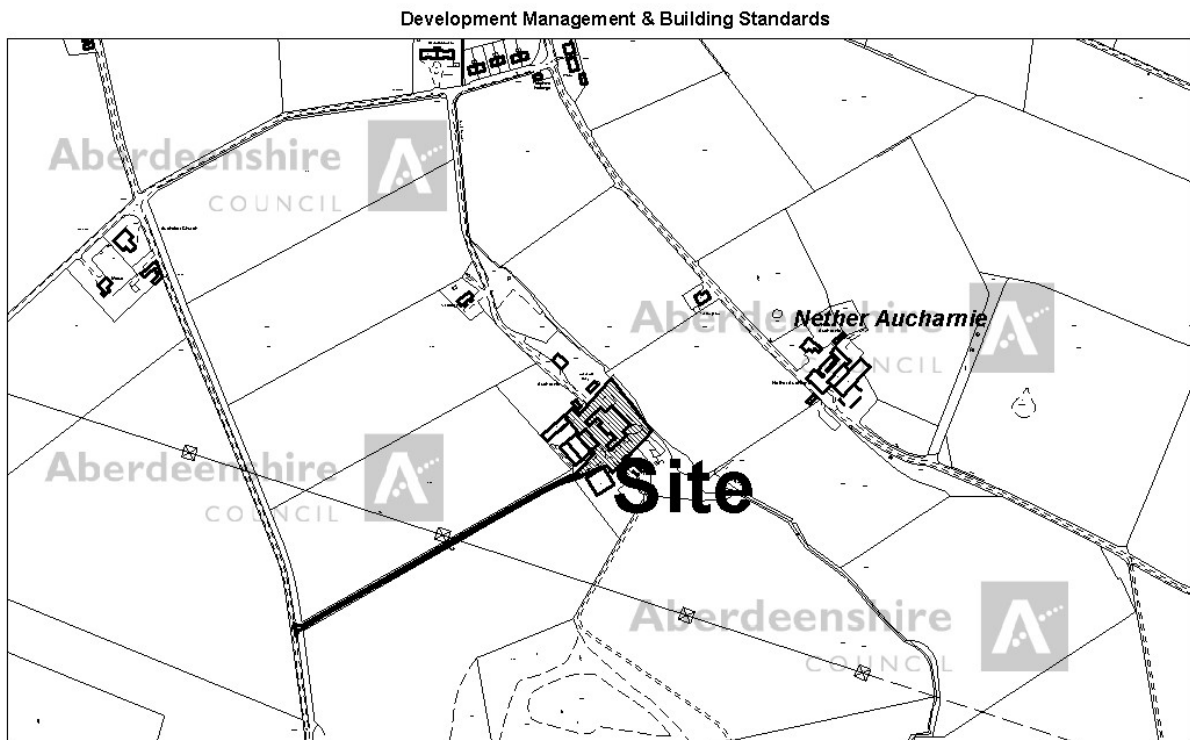 Development Management & Building Standards
Aberdeenshire
COUNCIL
Aberdeenshire
COUNCIL
Nether Aucharnie
Aberdeenshire
COUNCIL
Site
Aberdeenshire
COUNCIL